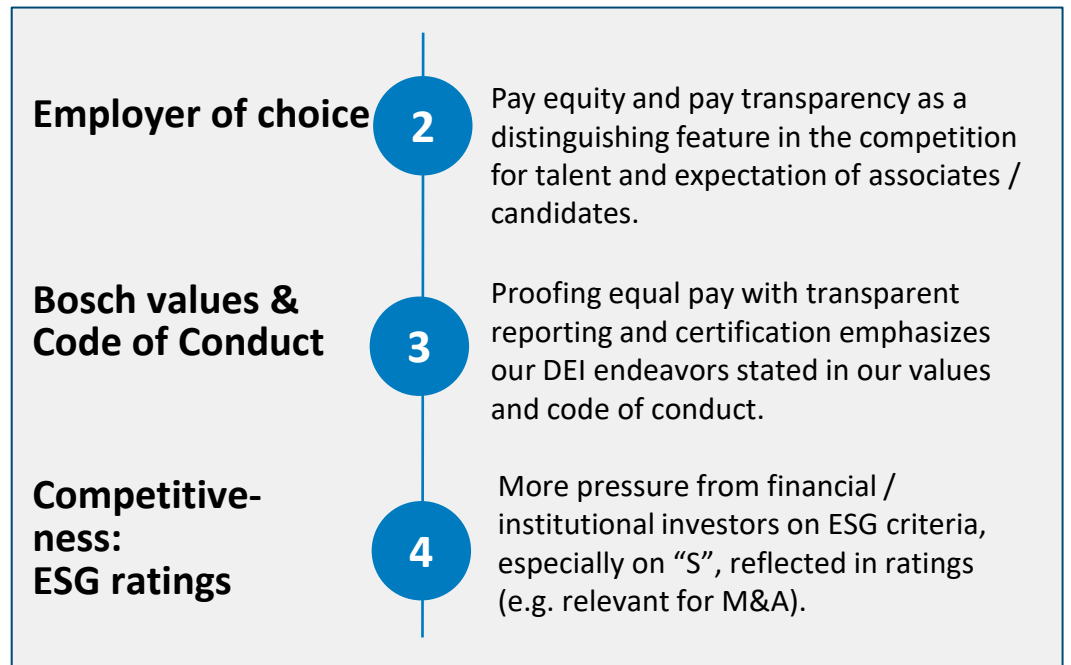 Employer of choice
2
Pay equity and pay transparency as a
distinguishing feature in the competition
for talent and expectation of associates /
candidates.
Bosch values &
Code of Conduct
3
Proofing equal pay with transparent
reporting and certification emphasizes
our DEI endeavors stated in our values
and code of conduct.
Competitive-
ness:
ESG ratings
4
More pressure from financial /
institutional investors on ESG criteria,
especially on “S”, reflected in ratings
(e.g. relevant for M&A).